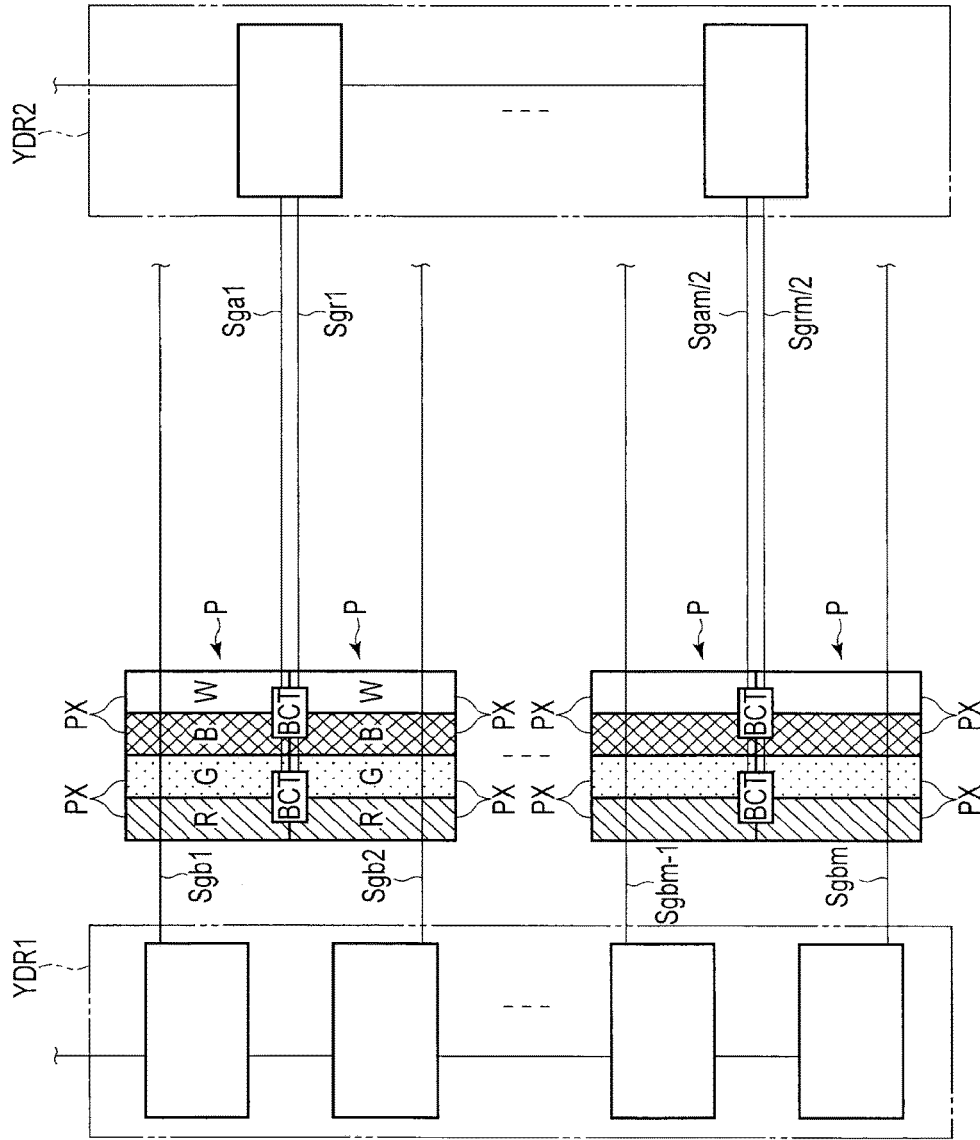 YDR1
YDR2
PX PX
Sgb1
R G B W
P
Sga1
BCT BCT
Sgr1
Sgb2
R G B W
P
PX PX
PX PX
Sgbm-1
P
Sgam/2
BCT BCT
Sgrm/2
Sgbm
P
PX PX